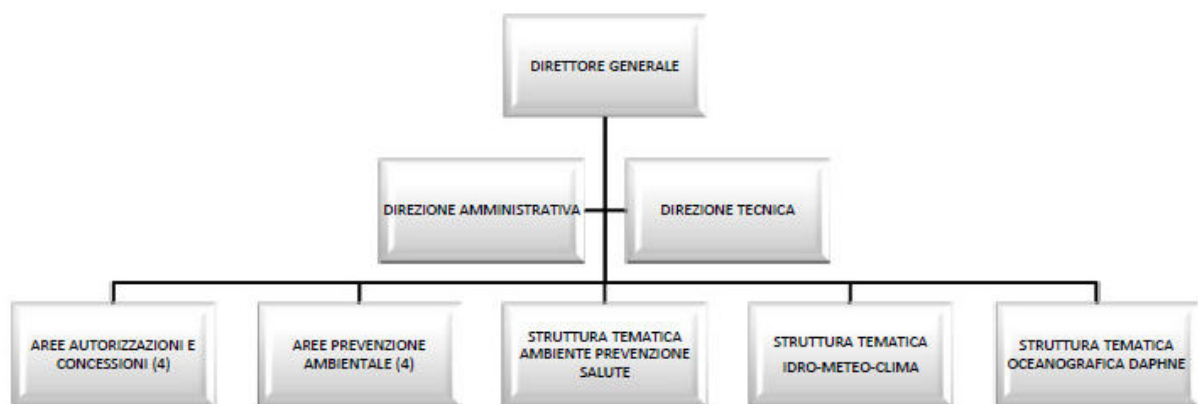 DIRETTORE GENERALE
DIREZIONE AMMINISTRATIVA
DIREZIONE TECNICA
AREE AUTORIZZAZIONI E
CONCESSIONI (4)
AREE PREVENZIONE
AMBIENTALE (4)
STRUTTURA TEMATICA
AMBIENTE PREVENZIONE
SALUTE
STRUTTURA TEMATICA
IDRO-METEO-CLIMA
STRUTTURA TEMATICA
OCEANOGRAFICA DAPHNE